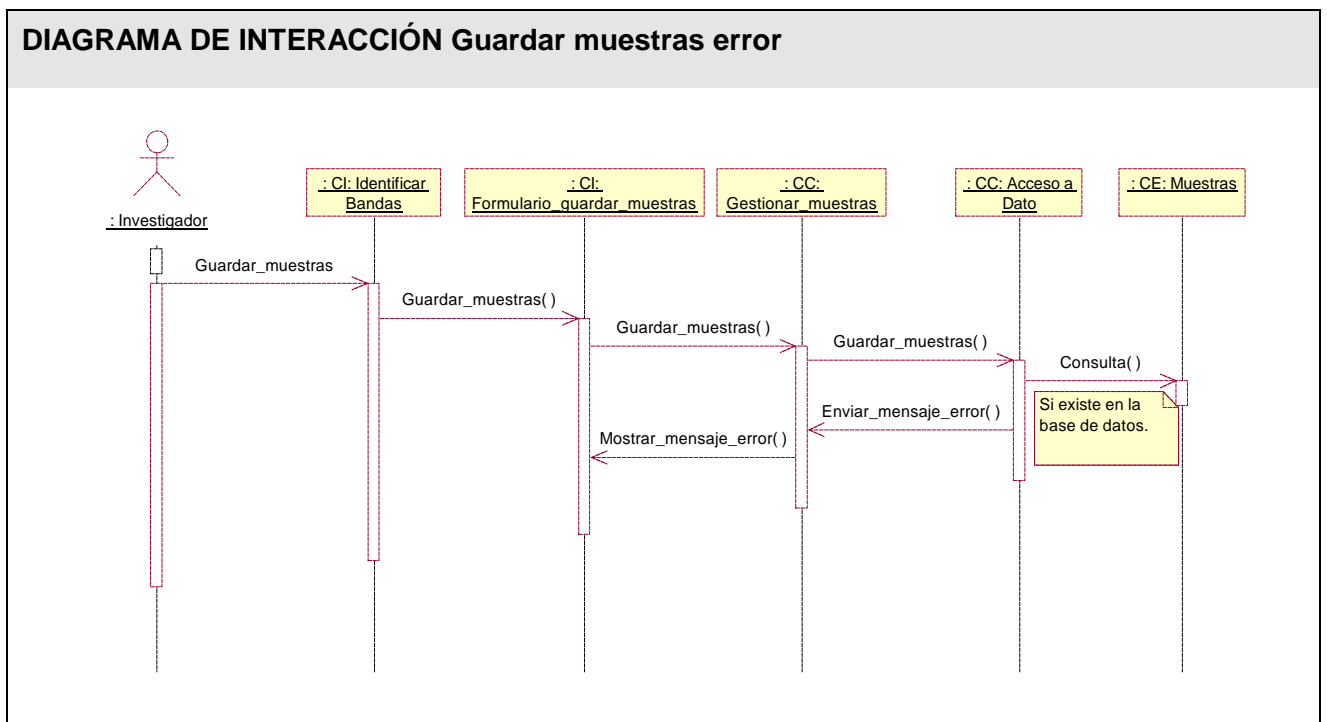 DIAGRAMA DE INTERACCIÓN Guardar muestras error
: Investigador
: CI: Identificar
Bandas
: CI:
Formulario_guardar_muestras
: CC:
Gestionar_muestras
: CC: Acceso a
Dato
: CE: Muestras
Guardar_muestras
Guardar_muestras( )
Guardar_muestras( )
Guardar_muestras( )
Consulta( )
Si existe en la
base de datos.
Enviar_mensaje_error( )
Mostrar_mensaje_error( )